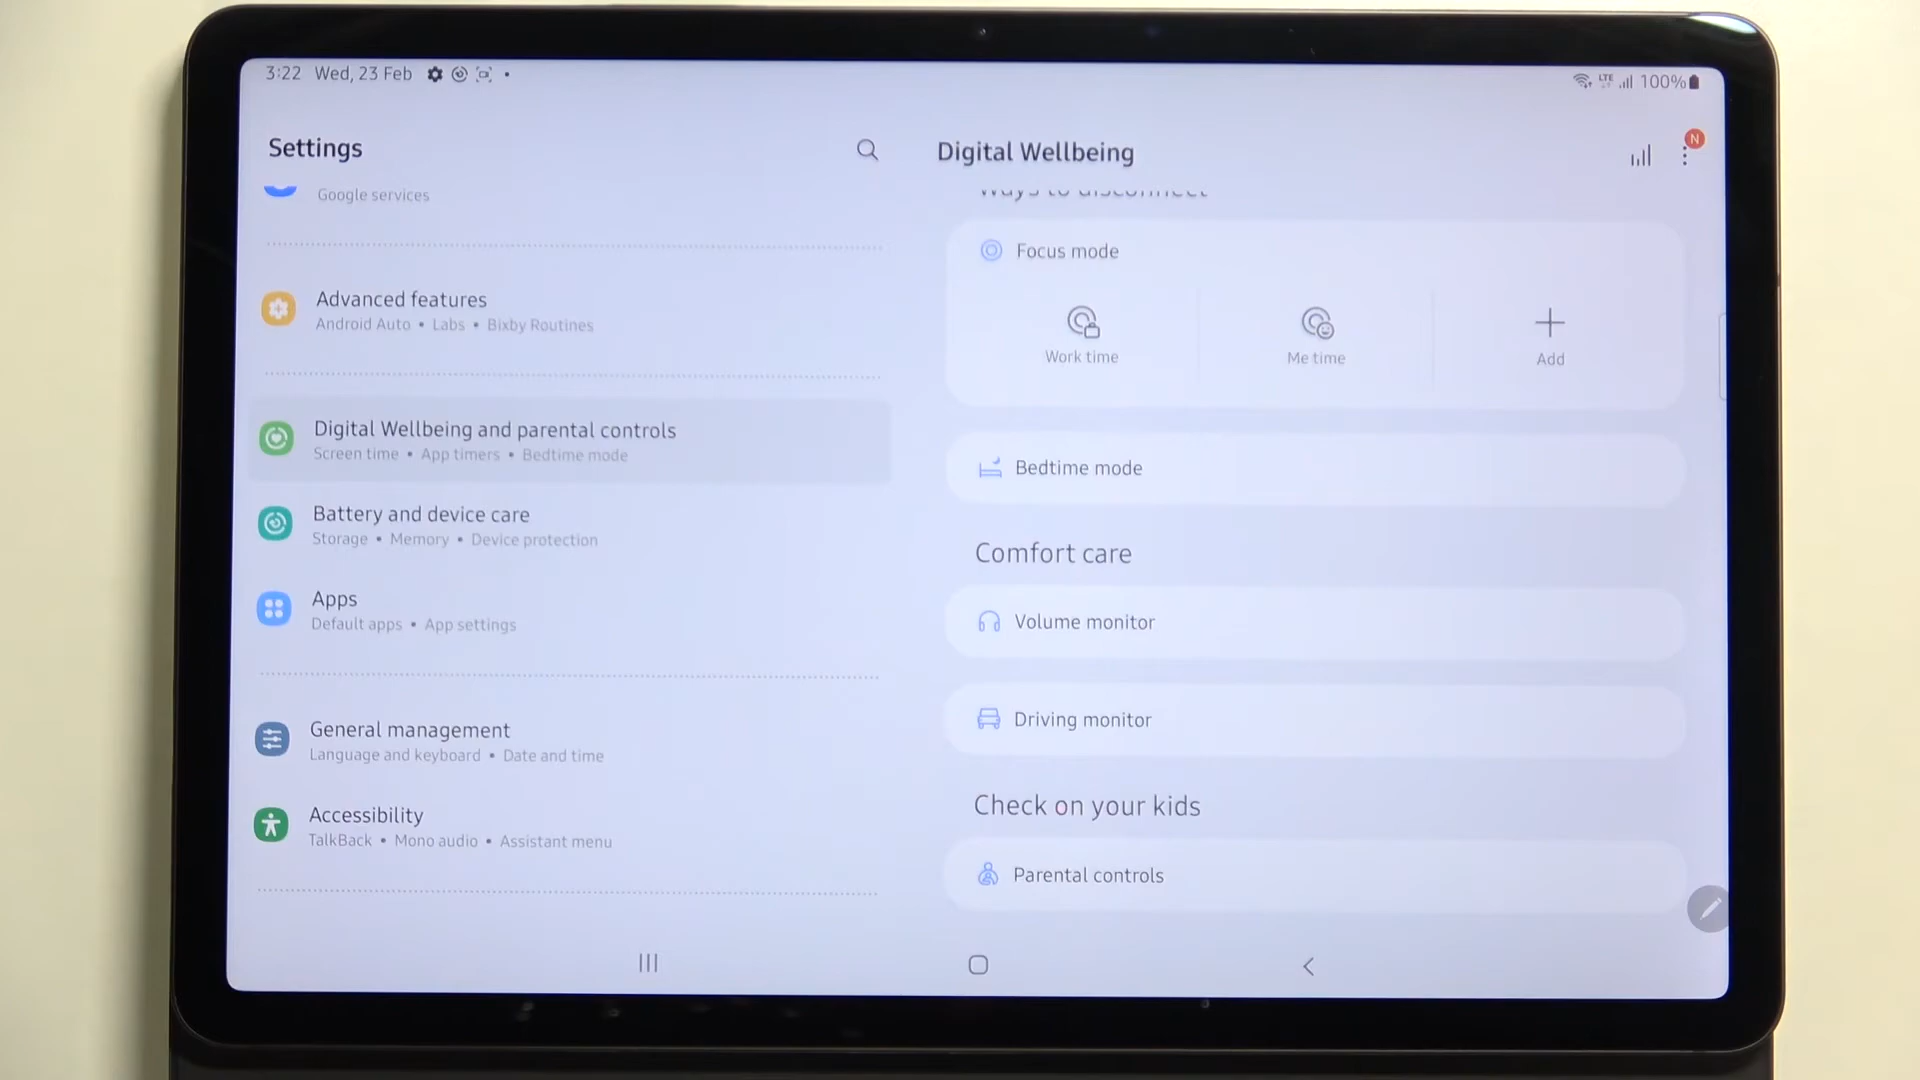 3:22 Wed, 23 Feb
LTE 100%
Settings
Google services
Advanced features
Android Auto • Labs • Bixby Routines
Digital Wellbeing and parental controls
Screen time • App timers • Bedtime mode
Battery and device care
Storage • Memory • Device protection
Apps
Default apps • App settings
General management
Language and keyboard • Date and time
Accessibility
TalkBack • Mono audio • Assistant menu
Digital Wellbeing
N
Ways to disconnect
Focus mode
Work time
Me time
Add
Bedtime mode
Comfort care
Volume monitor
Driving monitor
Check on your kids
Parental controls